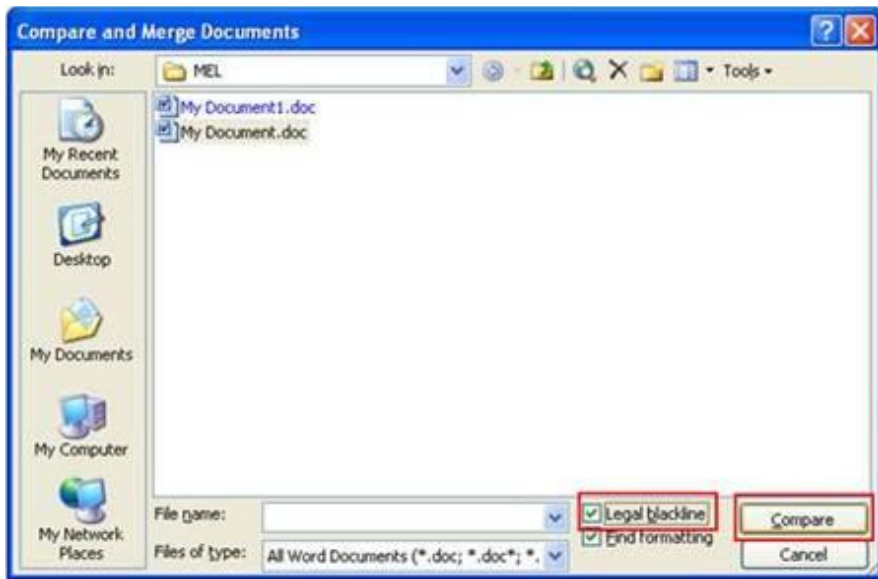 Compare and Merge Documents
Look in:
MEL
Tools
My Document1.doc
My Document.doc
My Recent
Documents
Desktop
My Documents
My Computer
My Network
Places
File name:
Legal blackline
Compare
Find formatting
Files of type:
All Word Documents (*.doc; *.doc*; *.
Cancel